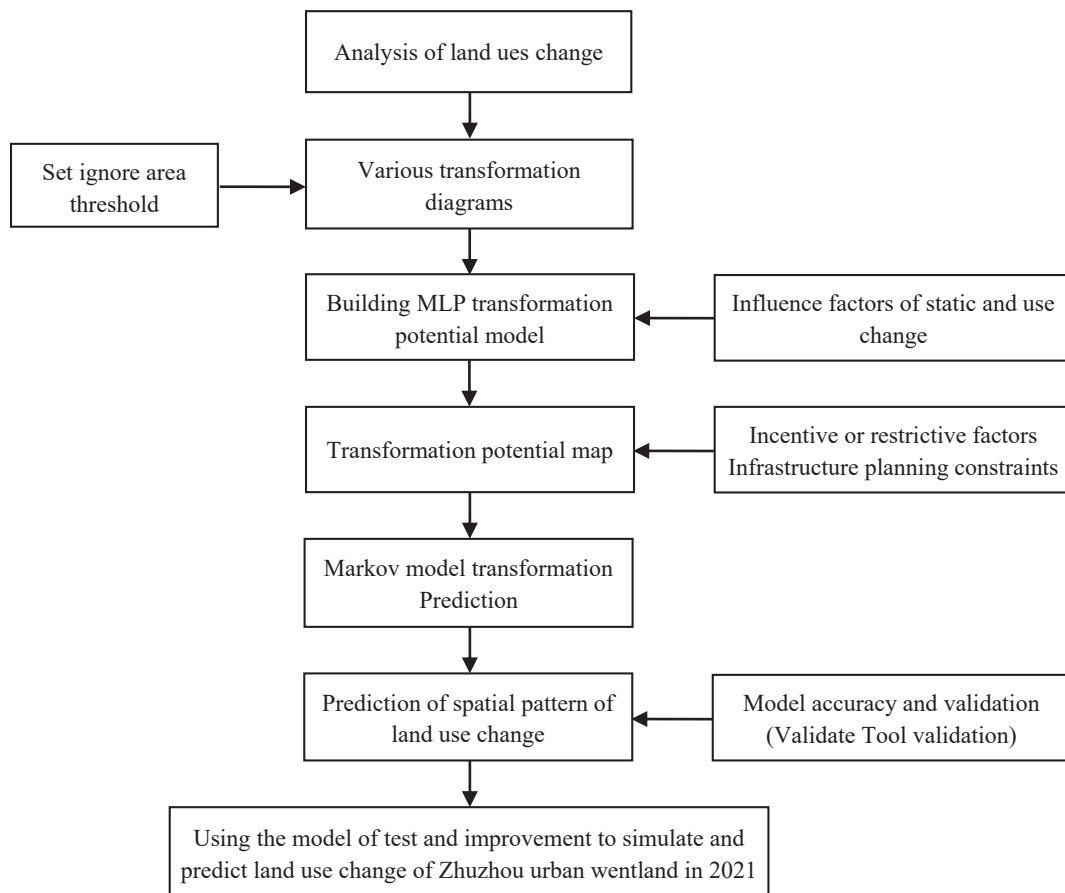 Analysis of land ues change
Set ignore area
threshold
Various transformation
diagrams
Building MLP transformation
potential model
Influence factors of static and use
change
Transformation potential map
Incentive or restrictive factors
Infrastructure planning constraints
Markov model transformation
Prediction
Prediction of spatial pattern of
land use change
Model accuracy and validation
(Validate Tool validation)
Using the model of test and improvement to simulate and
predict land use change of Zhuzhou urban wentland in 2021